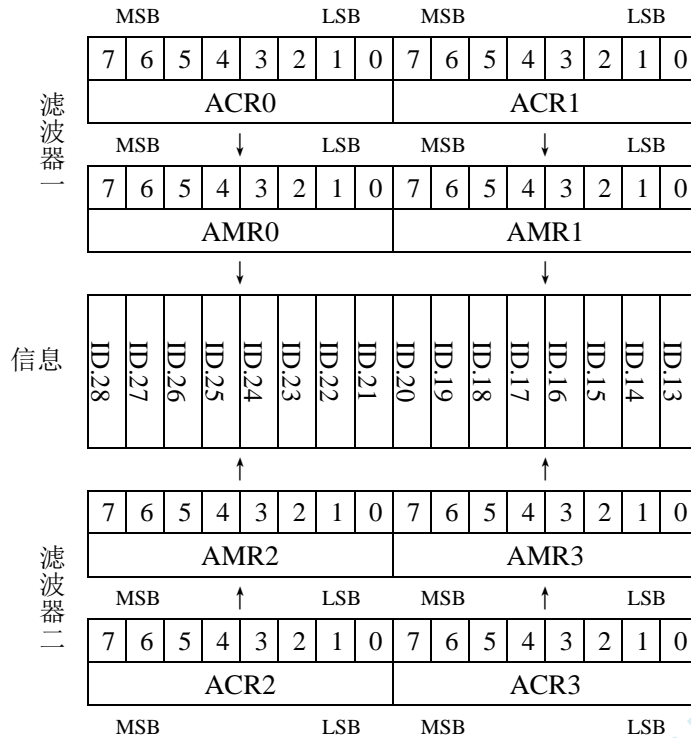 MSB LSB MSB LSB
7 6 5 4 3 2 1 0 7 6 5 4 3 2 1 0
ACR0 ACR1
滤波器一
MSB LSB MSB LSB
7 6 5 4 3 2 1 0 7 6 5 4 3 2 1 0
AMR0 AMR1
信息
ID.28 ID.27 ID.26 ID.25 ID.24 ID.23 ID.22 ID.21 ID.20 ID.19 ID.18 ID.17 ID.16 ID.15 ID.14 ID.13
7 6 5 4 3 2 1 0 7 6 5 4 3 2 1 0
AMR2 AMR3
滤波器二
MSB LSB MSB LSB
7 6 5 4 3 2 1 0 7 6 5 4 3 2 1 0
ACR2 ACR3
MSB LSB MSB LSB